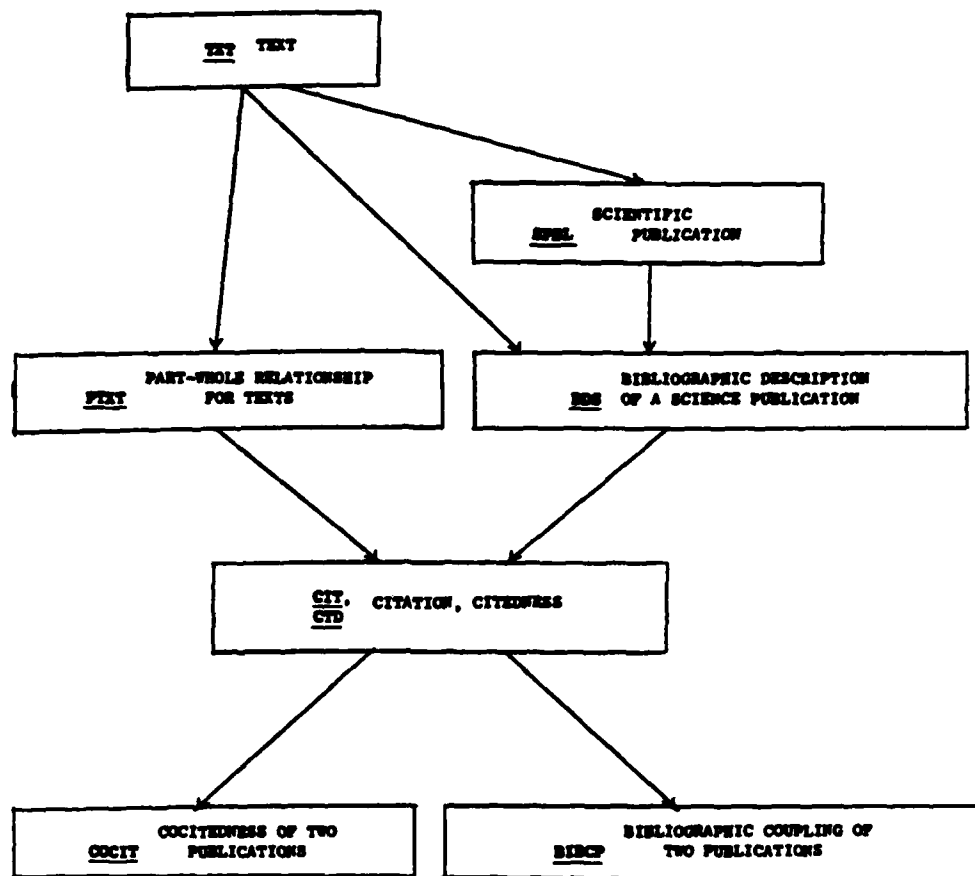 TXT TEXT
SCIENTIFIC
SPBL PUBLICATION
PART-WHOLE RELATIONSHIP
PTXT FOR TEXTS
BIBLIOGRAPHIC DESCRIPTION
BDS OF A SCIENCE PUBLICATION
CIT, CITATION, CITEDNESS
CTD
COCITEDNESS OF TWO
COCIT PUBLICATIONS
BIBLIOGRAPHIC COUPLING OF
BIBCP TWO PUBLICATIONS